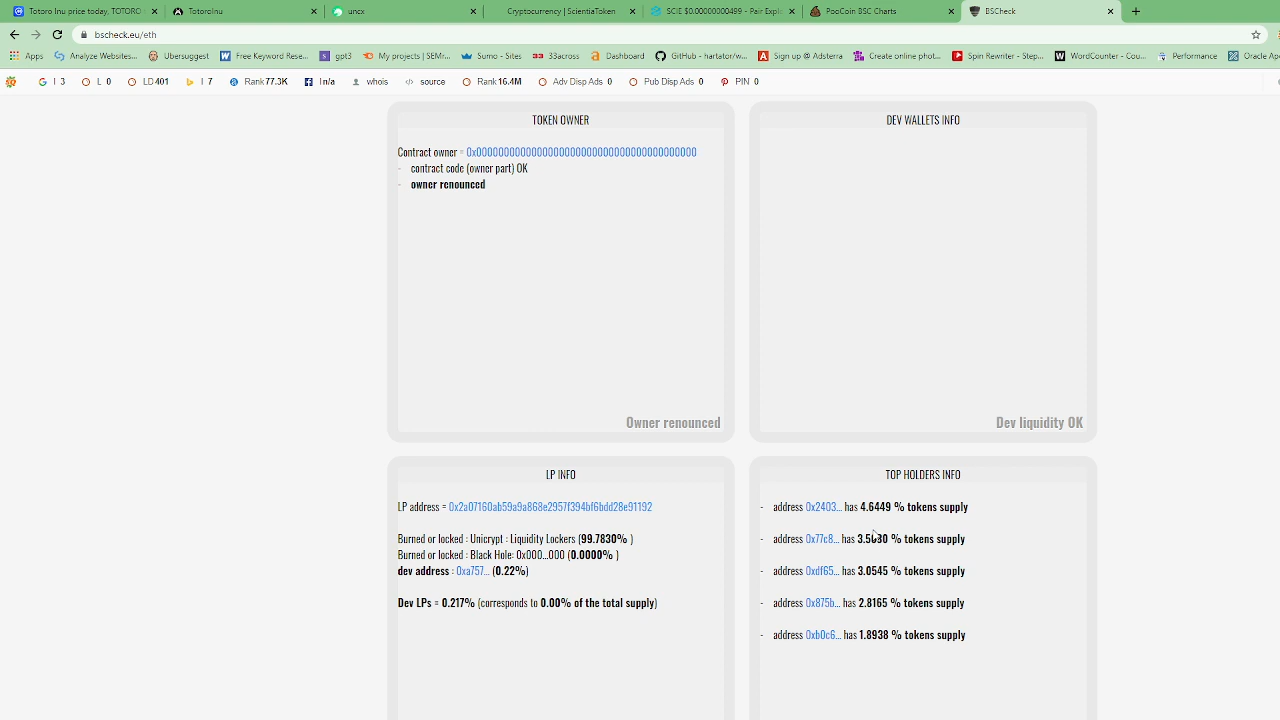 Totoro Inu price today, TOTORO
TotoroInu
uncx
Cryptocurrency | ScientiaToken
SCIE $0.00000000499 - Pair Explo
PooCoin BSC Charts
BSCheck
bscheck.eu/eth
Apps
Analyze Websites...
Ubersuggest
Free Keyword Rese...
gpt3
My projects | SEMr...
Sumo - Sites
33across
Dashboard
GitHub - hartator/w...
Sign up @ Adsterra
Create online phot...
Spin Rewriter - Step...
WordCounter - Cou...
Performance
Oracle Ap
I 3
L 0
LD 401
I 7
Rank 77.3K
I n/a
whois
source
Rank 16.4M
Adv Disp Ads 0
Pub Disp Ads 0
PIN 0
TOKEN OWNER
Contract owner = 0x0000000000000000000000000000000000000000
- contract code (owner part) OK
- owner renounced
Owner renounced
DEV WALLETS INFO
Dev liquidity OK
LP INFO
LP address = 0x2a07160ab59a9a868e2957f394bf6bdd28e91192
Burned or locked : Unicrypt : Liquidity Lockers (99.7830% )
Burned or locked : Black Hole: 0x000...000 (0.0000% )
dev address : 0xa757... (0.22%)
Dev LPs = 0.217% (corresponds to 0.00% of the total supply)
TOP HOLDERS INFO
- address 0x2403... has 4.6449 % tokens supply
- address 0x77c8... has % tokens supply
- address 0xdf65... has 3.0545 % tokens supply
- address 0x875b... has 2.8165 % tokens supply
- address 0xb0c6... has 1.8938 % tokens supply